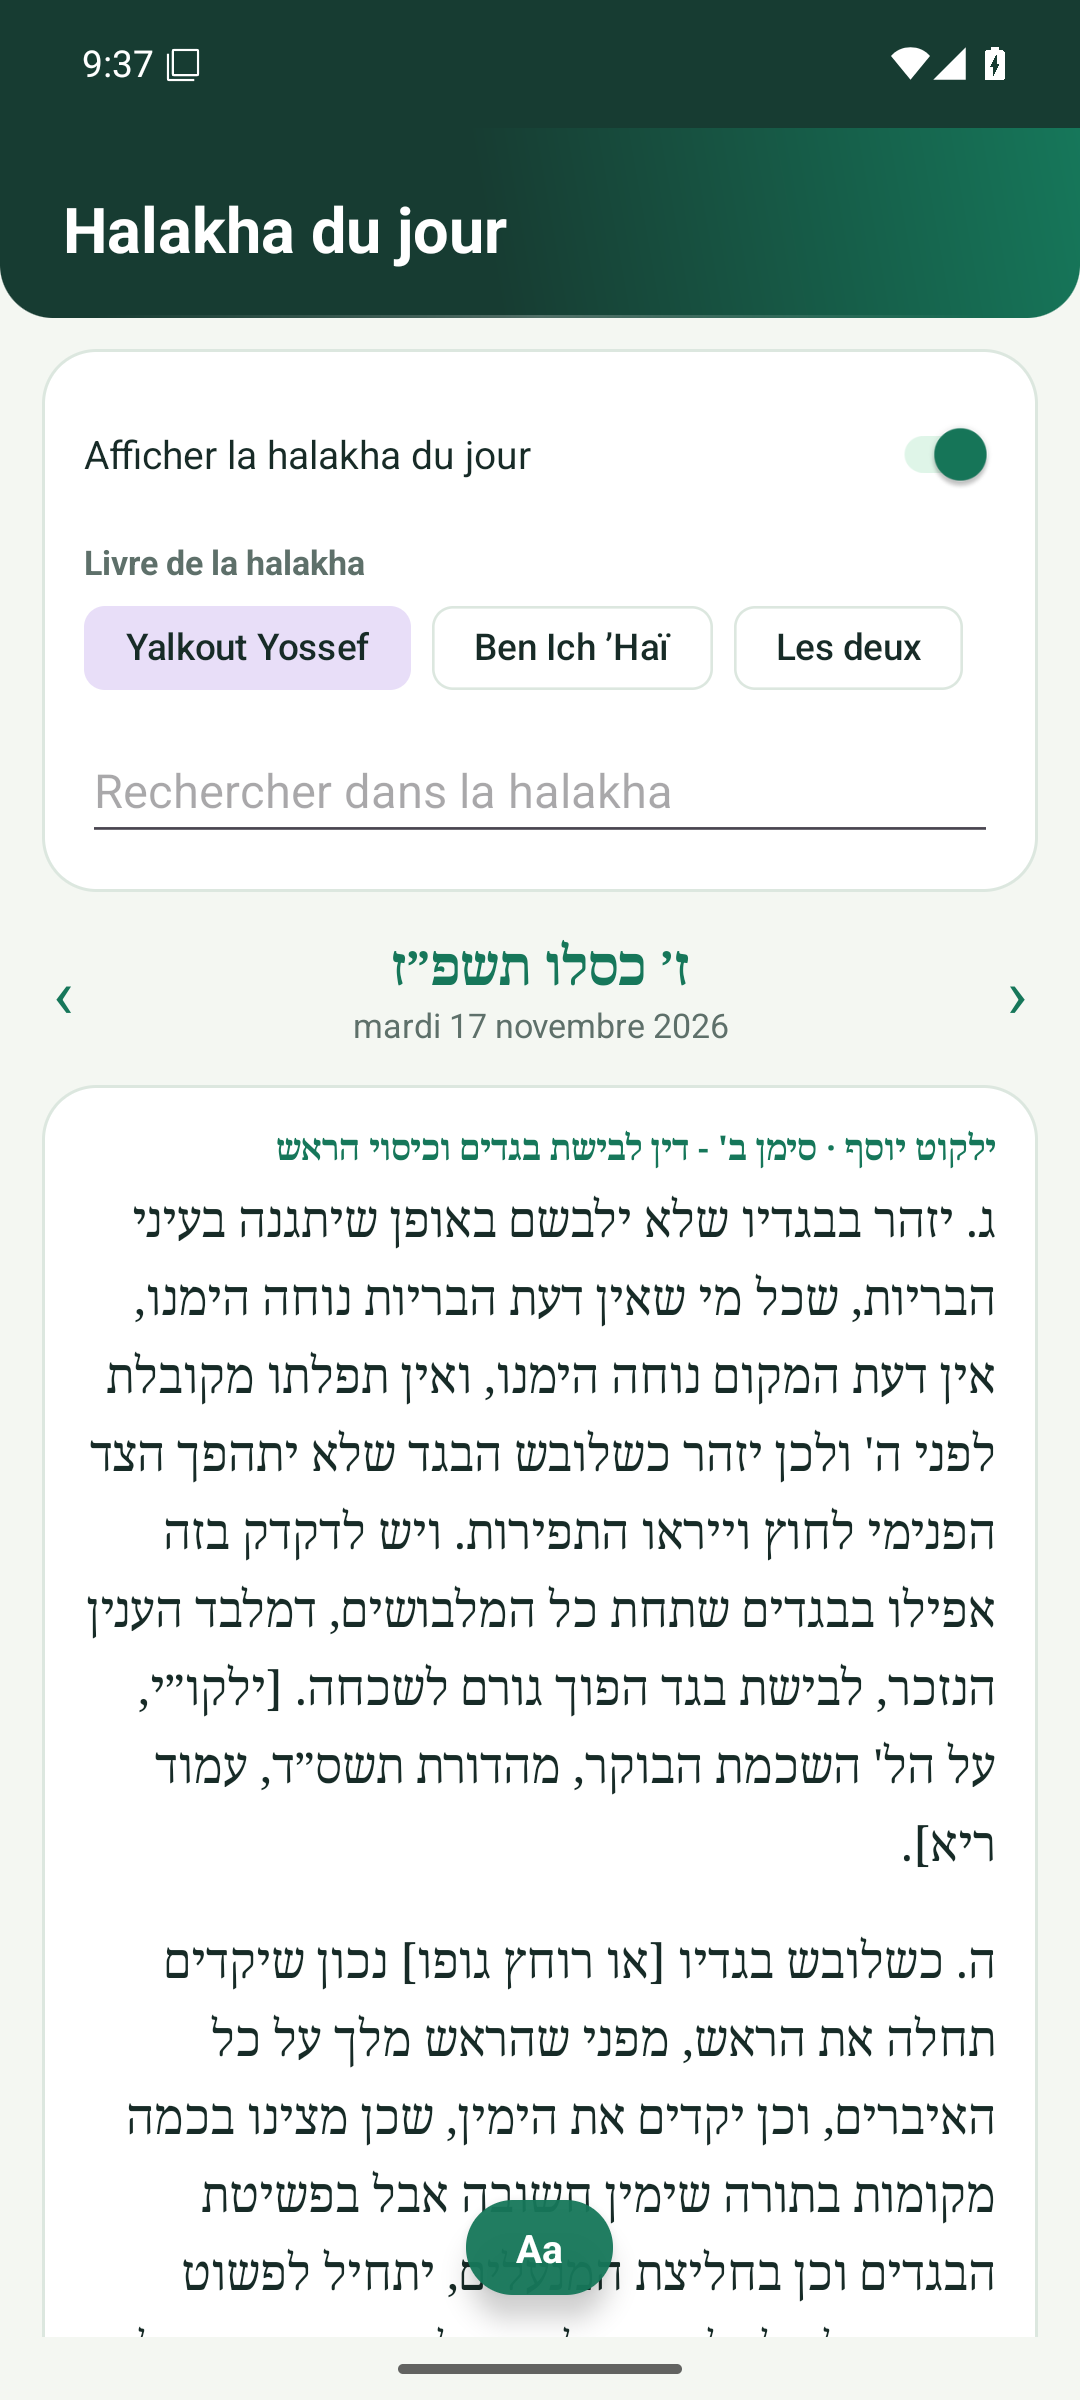 9:37
Halakha du jour
Afficher la halakha du jour
Livre de la halakha
Yalkout Yossef
Ben Ich ’Haï
Les deux
Rechercher dans la halakha
ז׳ כסלו תשפ״ז
‹
›
mardi 17 novembre 2026
ילקוט יוסף · סימן ב' - דין לבישת בגדים וכיסוי הראש
ג. יזהר בבגדיו שלא ילבשם באופן שיתגנה בעיני
הבריות, שכל מי שאין דעת הבריות נוחה הימנו,
אין דעת המקום נוחה הימנו, ואין תפלתו מקובלת
לפני ה' ולכן יזהר כשלובש הבגד שלא יתהפך הצד
הפנימי לחוץ וייראו התפירות. ויש לדקדק בזה
אפילו בבגדים שתחת כל המלבושים, דמלבד הענין
הנזכר, לבישת בגד הפוך גורם לשכחה. [ילקו״י,
על הל' השכמת הבוקר, מהדורת תשס״ד, עמוד
ריא].
ה. כשלובש בגדיו [או רוחץ גופו] נכון שיקדים
תחלה את הראש, מפני שהראש מלך על כל
האיברים, וכן יקדים את הימין, שכן מצינו בכמה
מקומות בתורה שימין חשובה אבל בפשיטת
הבגדים וכן בחליצת המנעלים, יתחיל לפשוט
Aa